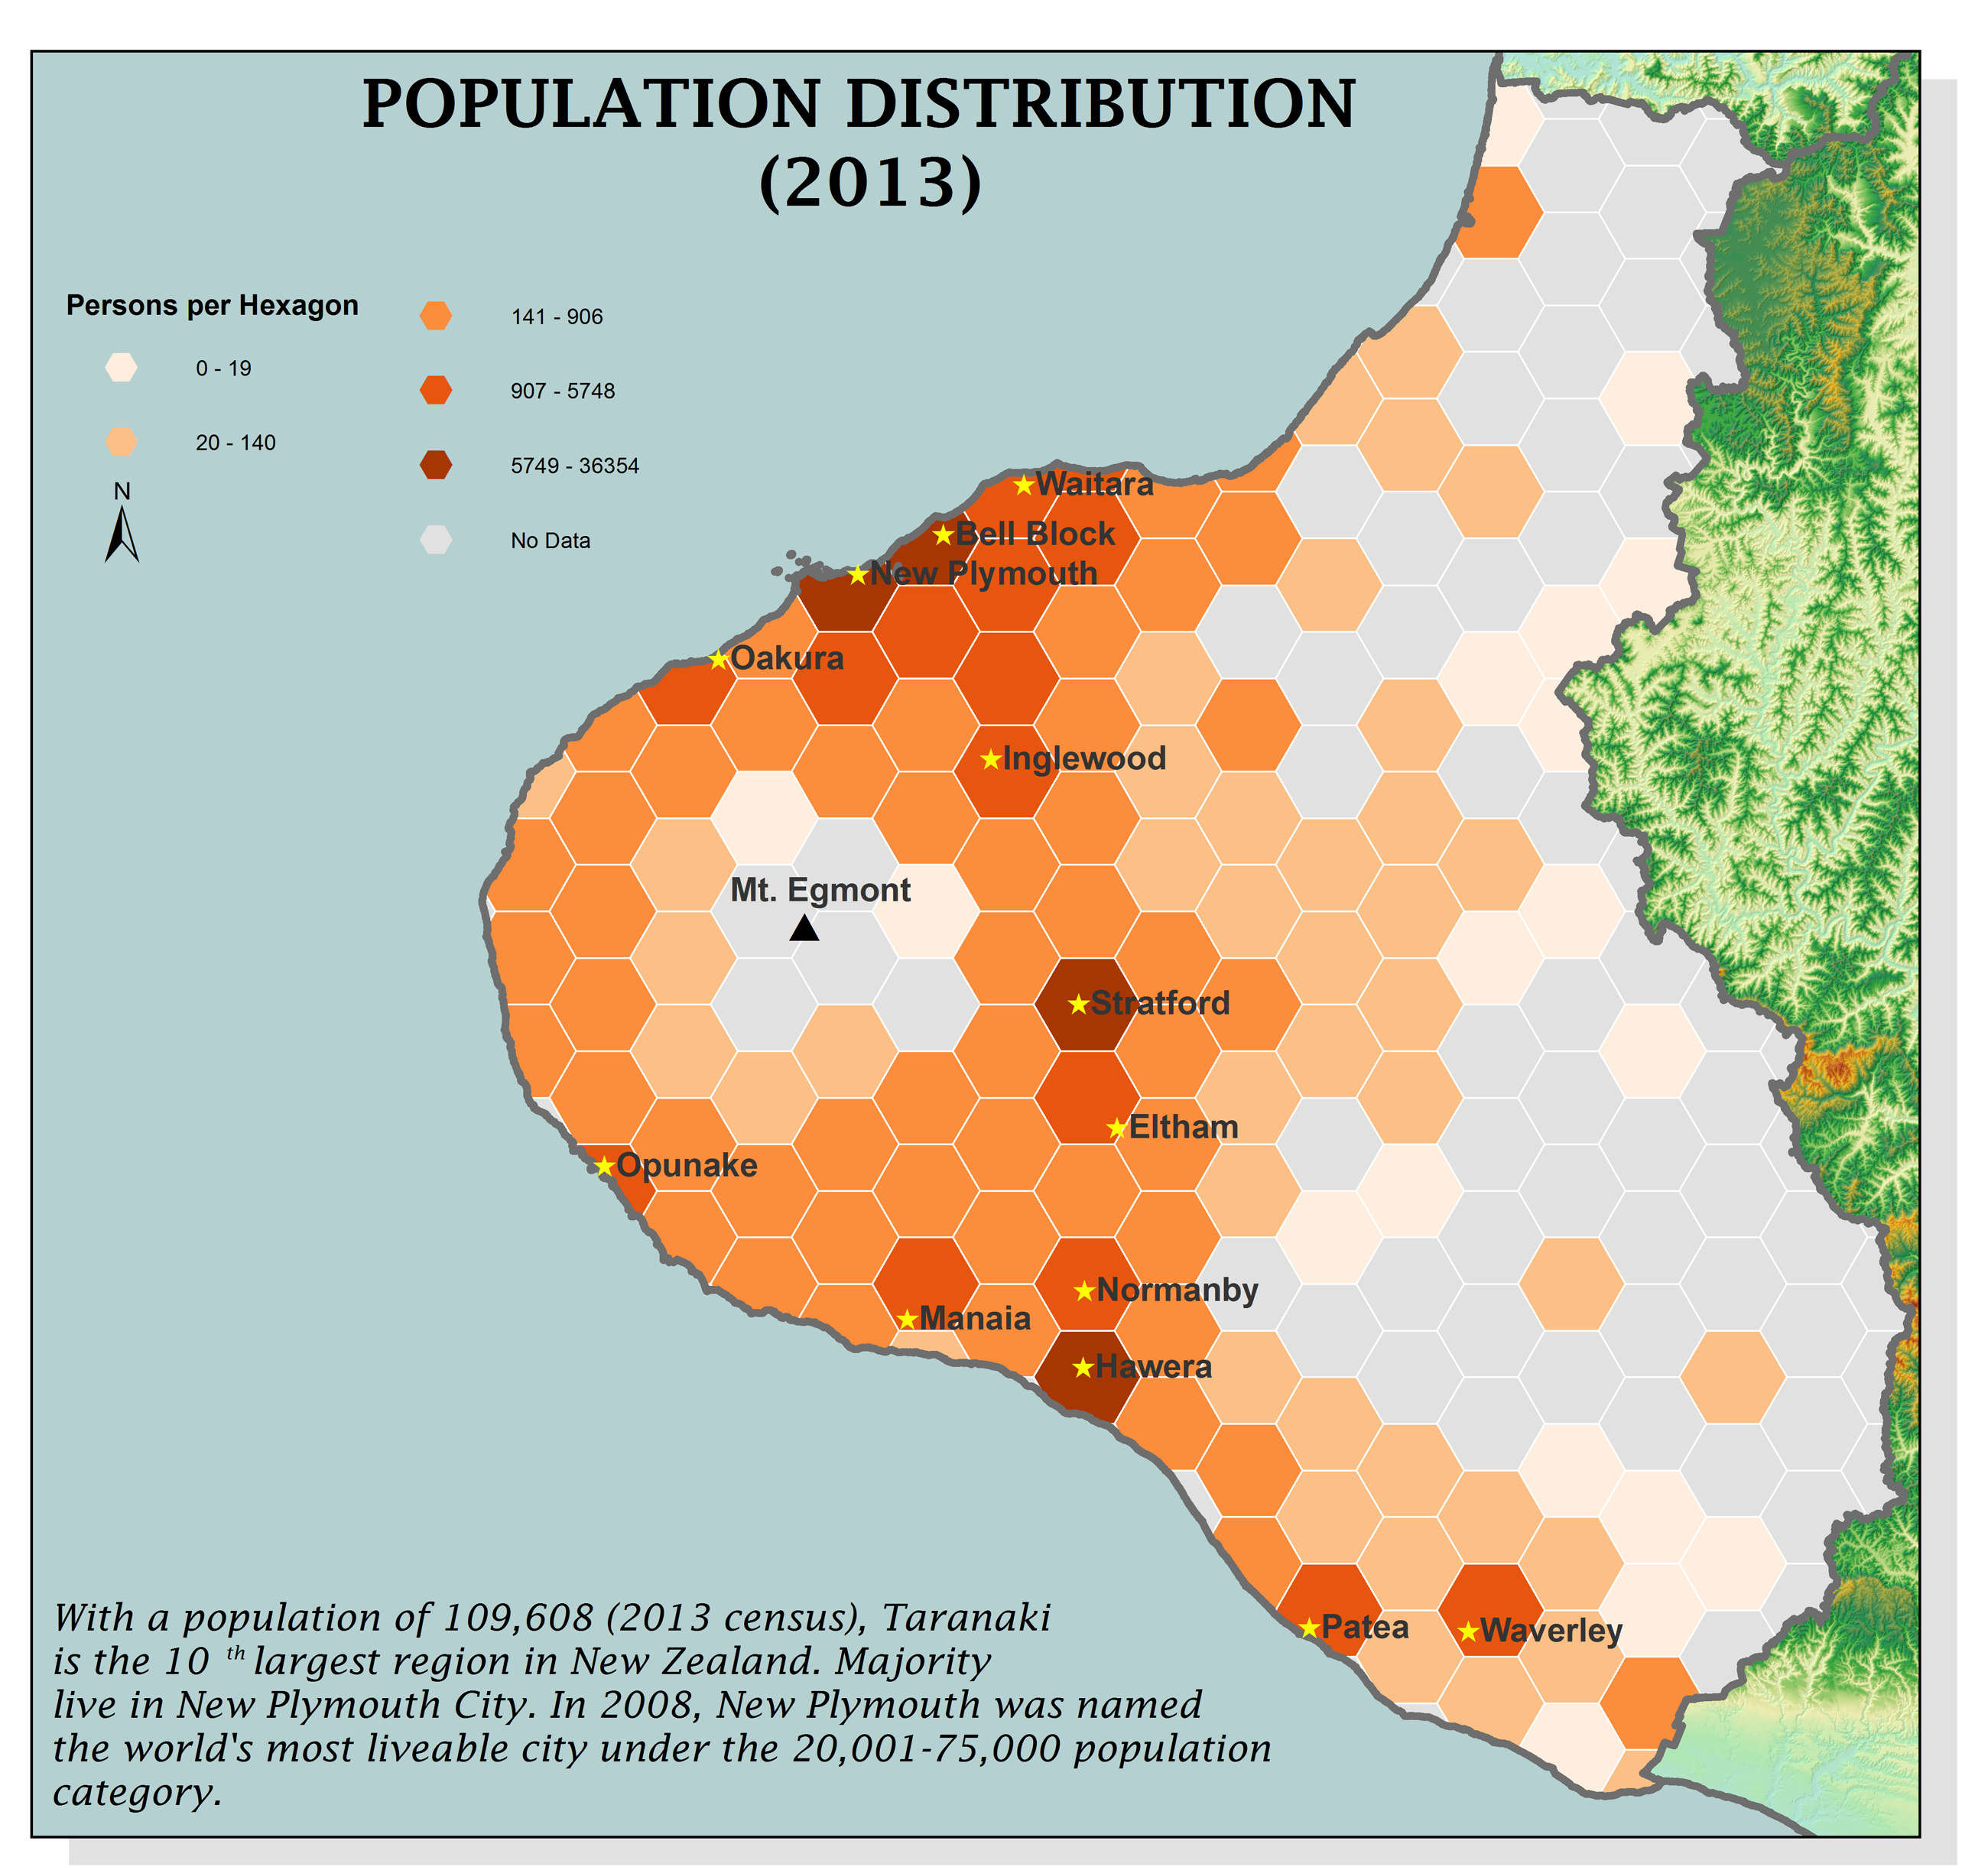 POPULATION DISTRIBUTION
(2013)
Persons per Hexagon
0 - 19
20 - 140
141 - 906
907 - 5748
5749 - 36354
No Data
N
Waitara
Bell Block
New Plymouth
Oakura
Inglewood
Mt. Egmont
Stratford
Eltham
Opunake
Normanby
Manaia
Hawera
Patea
Waverley
With a population of 109,608 (2013 census), Taranaki
is the 10 th largest region in New Zealand. Majority
live in New Plymouth City. In 2008, New Plymouth was named
the world's most liveable city under the 20,001-75,000 population
category.